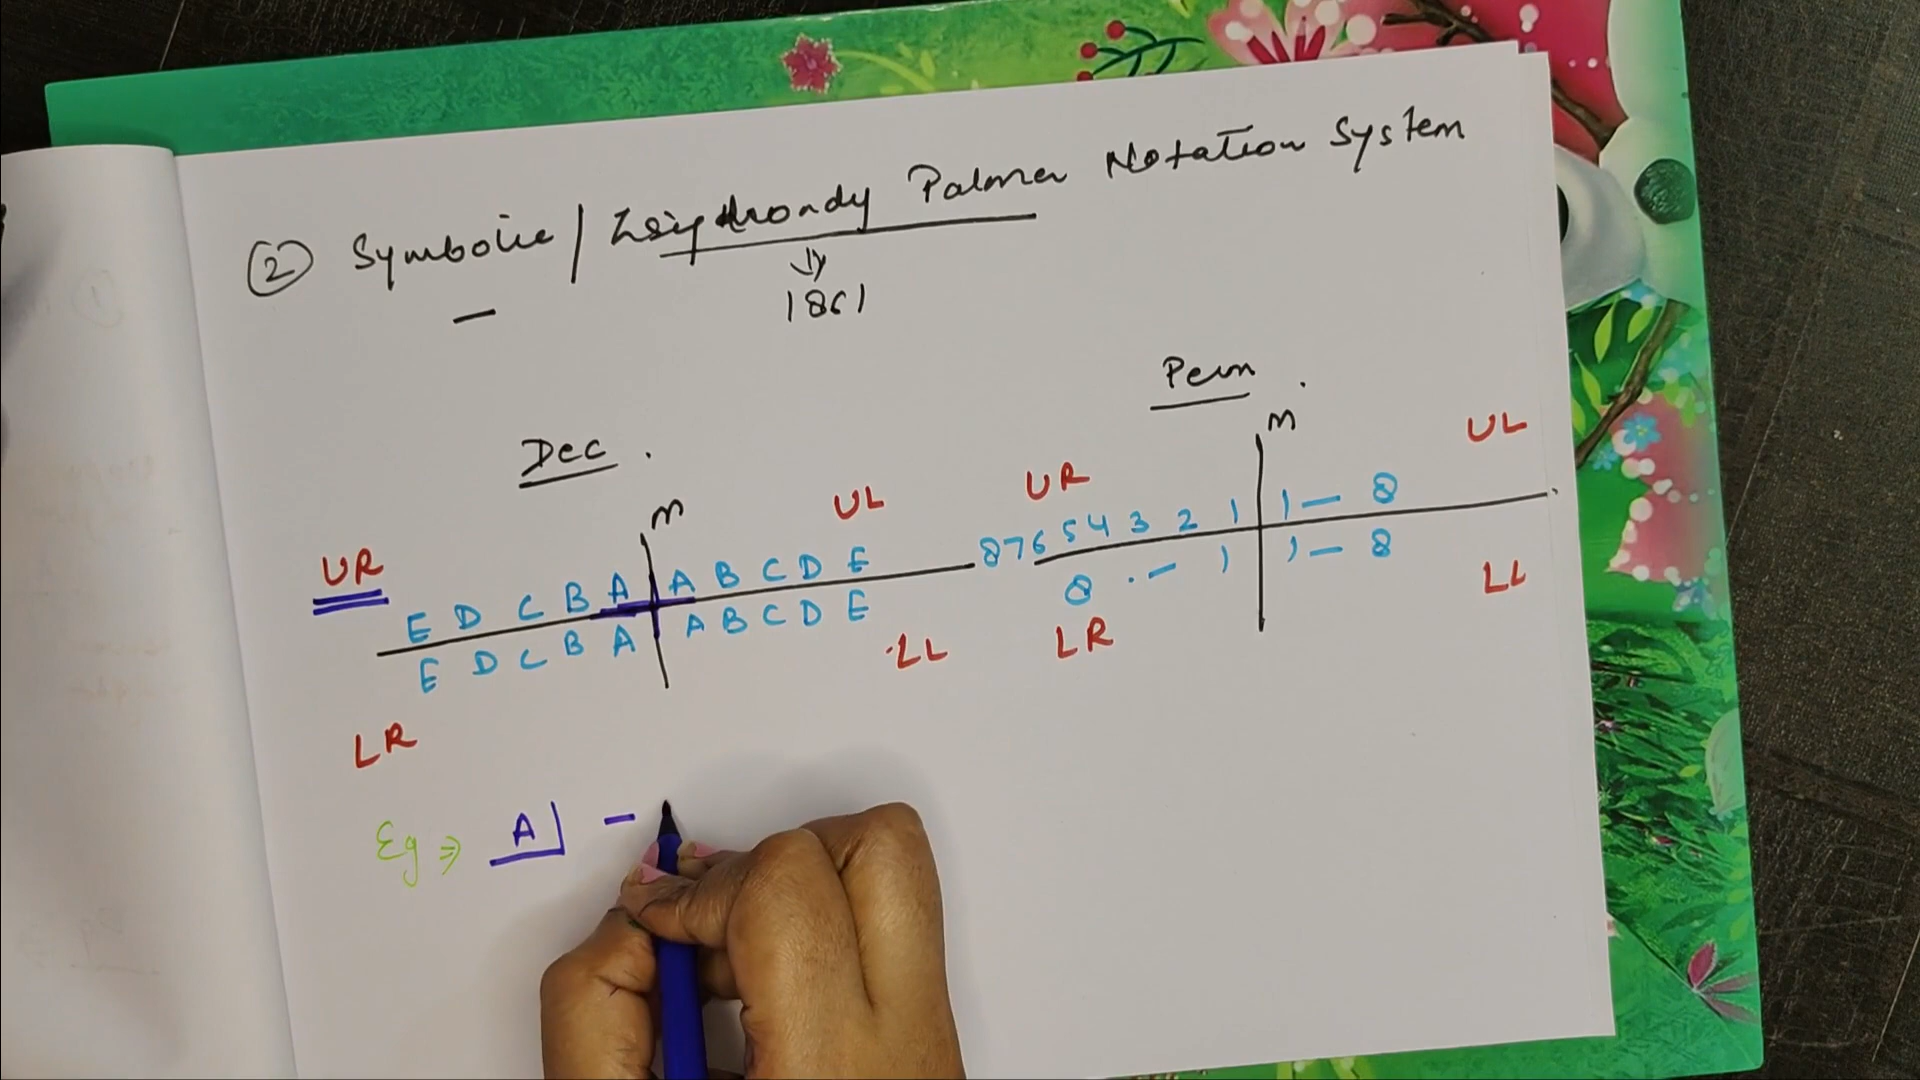 ② Symbolic / Zsigmondy Palmer Notation System
1861
Dec . Perm .
M M
UR UL UR UL
E D C B A A B C D E 8 7 6 5 4 3 2 1 1 — 8
E D C B A A B C D E 8 . — 1 1 — 8
LR LL LR LL
Eg ⇒ A —